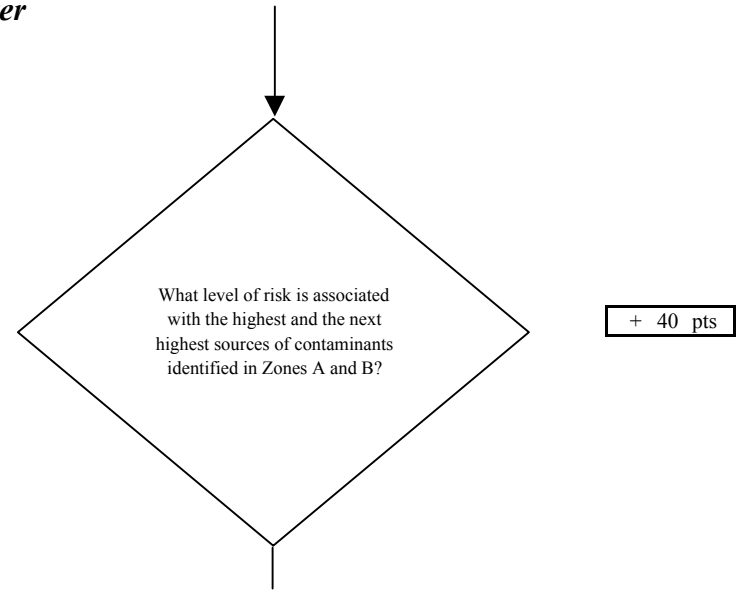 er
What level of risk is associated
with the highest and the next
highest sources of contaminants
identified in Zones A and B?
+ 40 pts